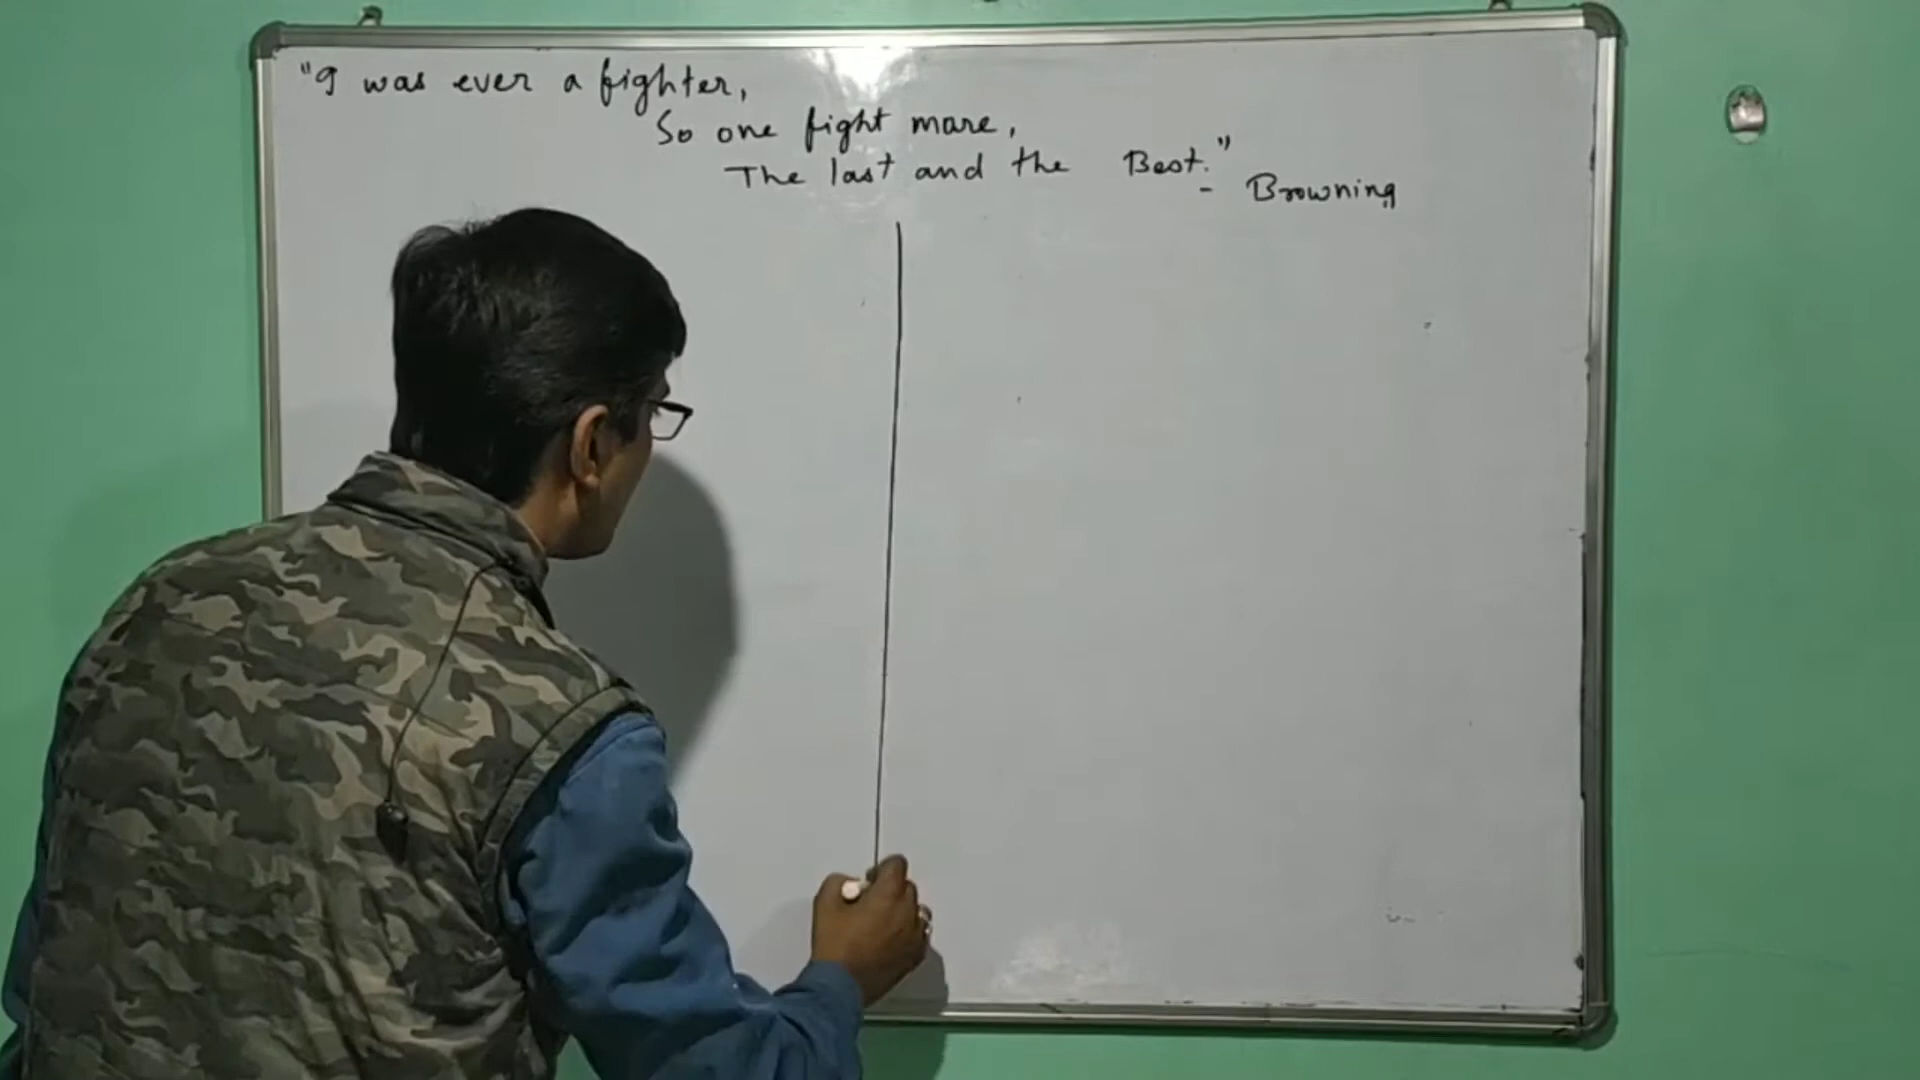 "I was ever a fighter,
So one fight more,
The last and the Best."
- Browning